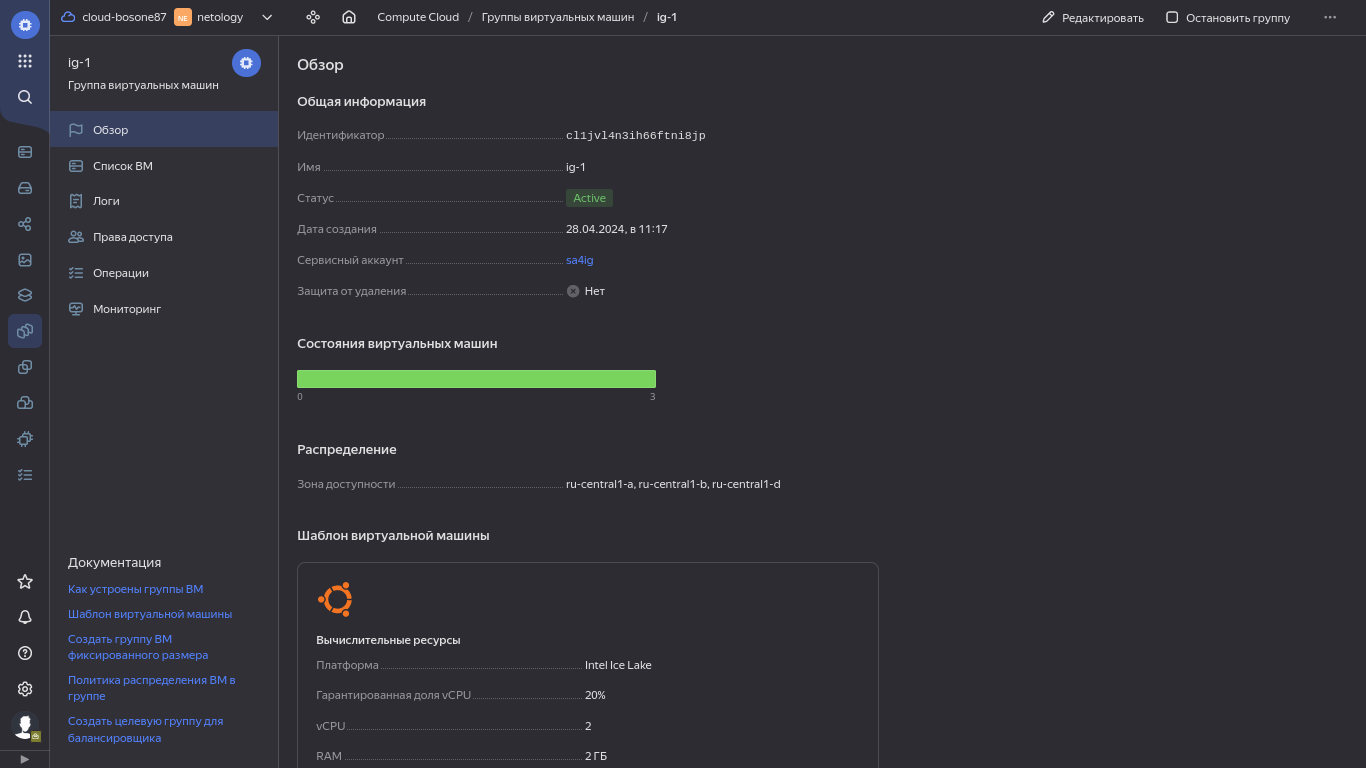 cloud-bosone87
NE
netology
Compute Cloud / Группы виртуальных машин / ig-1
Редактировать
Остановить группу
ig-1
Группа виртуальных машин
Обзор
Список ВМ
Логи
Права доступа
Операции
Мониторинг
Документация
Как устроены группы ВМ
Шаблон виртуальной машины
Создать группу ВМ
фиксированного размера
Политика распределения ВМ в
группе
Создать целевую группу для
балансировщика
Обзор
Общая информация
Идентификатор cl1jvl4n3ih66ftni8jp
Имя ig-1
Статус Active
Дата создания 28.04.2024, в 11:17
Сервисный аккаунт sa4ig
Защита от удаления Нет
Состояния виртуальных машин
0 3
Распределение
Зона доступности ru-central1-a, ru-central1-b, ru-central1-d
Шаблон виртуальной машины
Вычислительные ресурсы
Платформа Intel Ice Lake
Гарантированная доля vCPU 20%
vCPU 2
RAM 2 ГБ